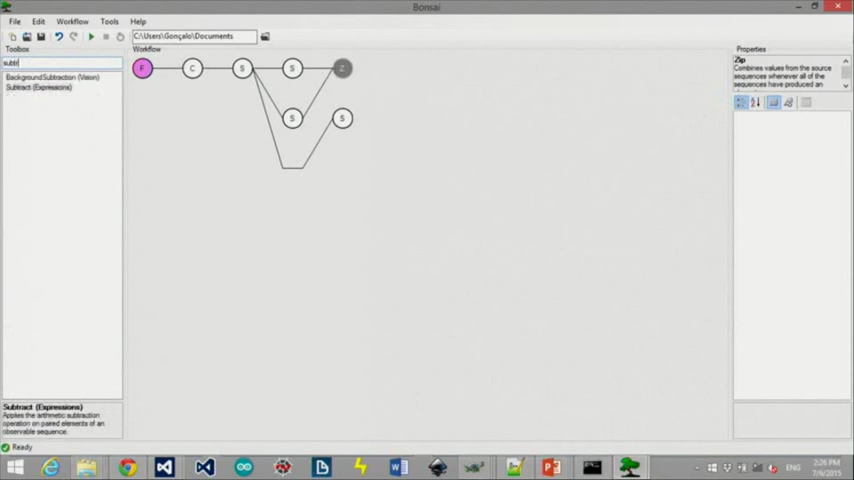 Bonsai
File Edit Workflow Tools Help
C:\Users\Gonçalo\Documents
Toolbox
Workflow
Properties
subtr
BackgroundSubtraction (Vision)
Subtract (Expressions)
F
C
S
S
Z
S
S
Zip
Combines values from the source
sequences whenever all of the
sequences have produced an
Subtract (Expressions)
Applies the arithmetic subtraction
operation on paired elements of an
observable sequence.
Ready
ENG
2:26 PM
7/6/2015